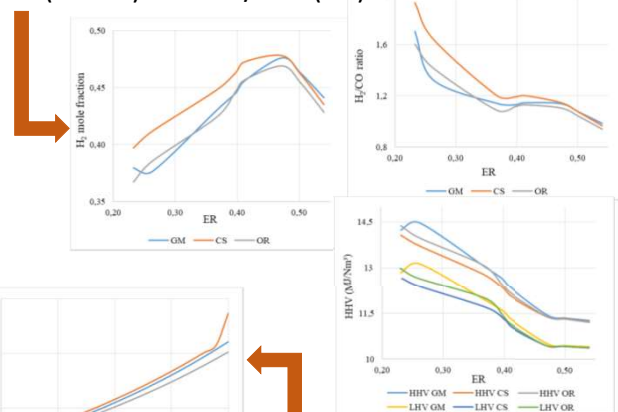 0,50
0,45
0,40
0,35
H₂ mole fraction
0,20 0,30 0,40 0,50
ER
GM CS OR
1,6
1,2
0,8
H₂/CO ratio
0,20 0,30 0,40 0,50
ER
GM CS OR
14,5
13
11,5
10
HHV (MJ/Nm³)
0,20 0,30 0,40 0,50
ER
HHV GM HHV CS HHV OR
LHV GM LHV CS LHV OR